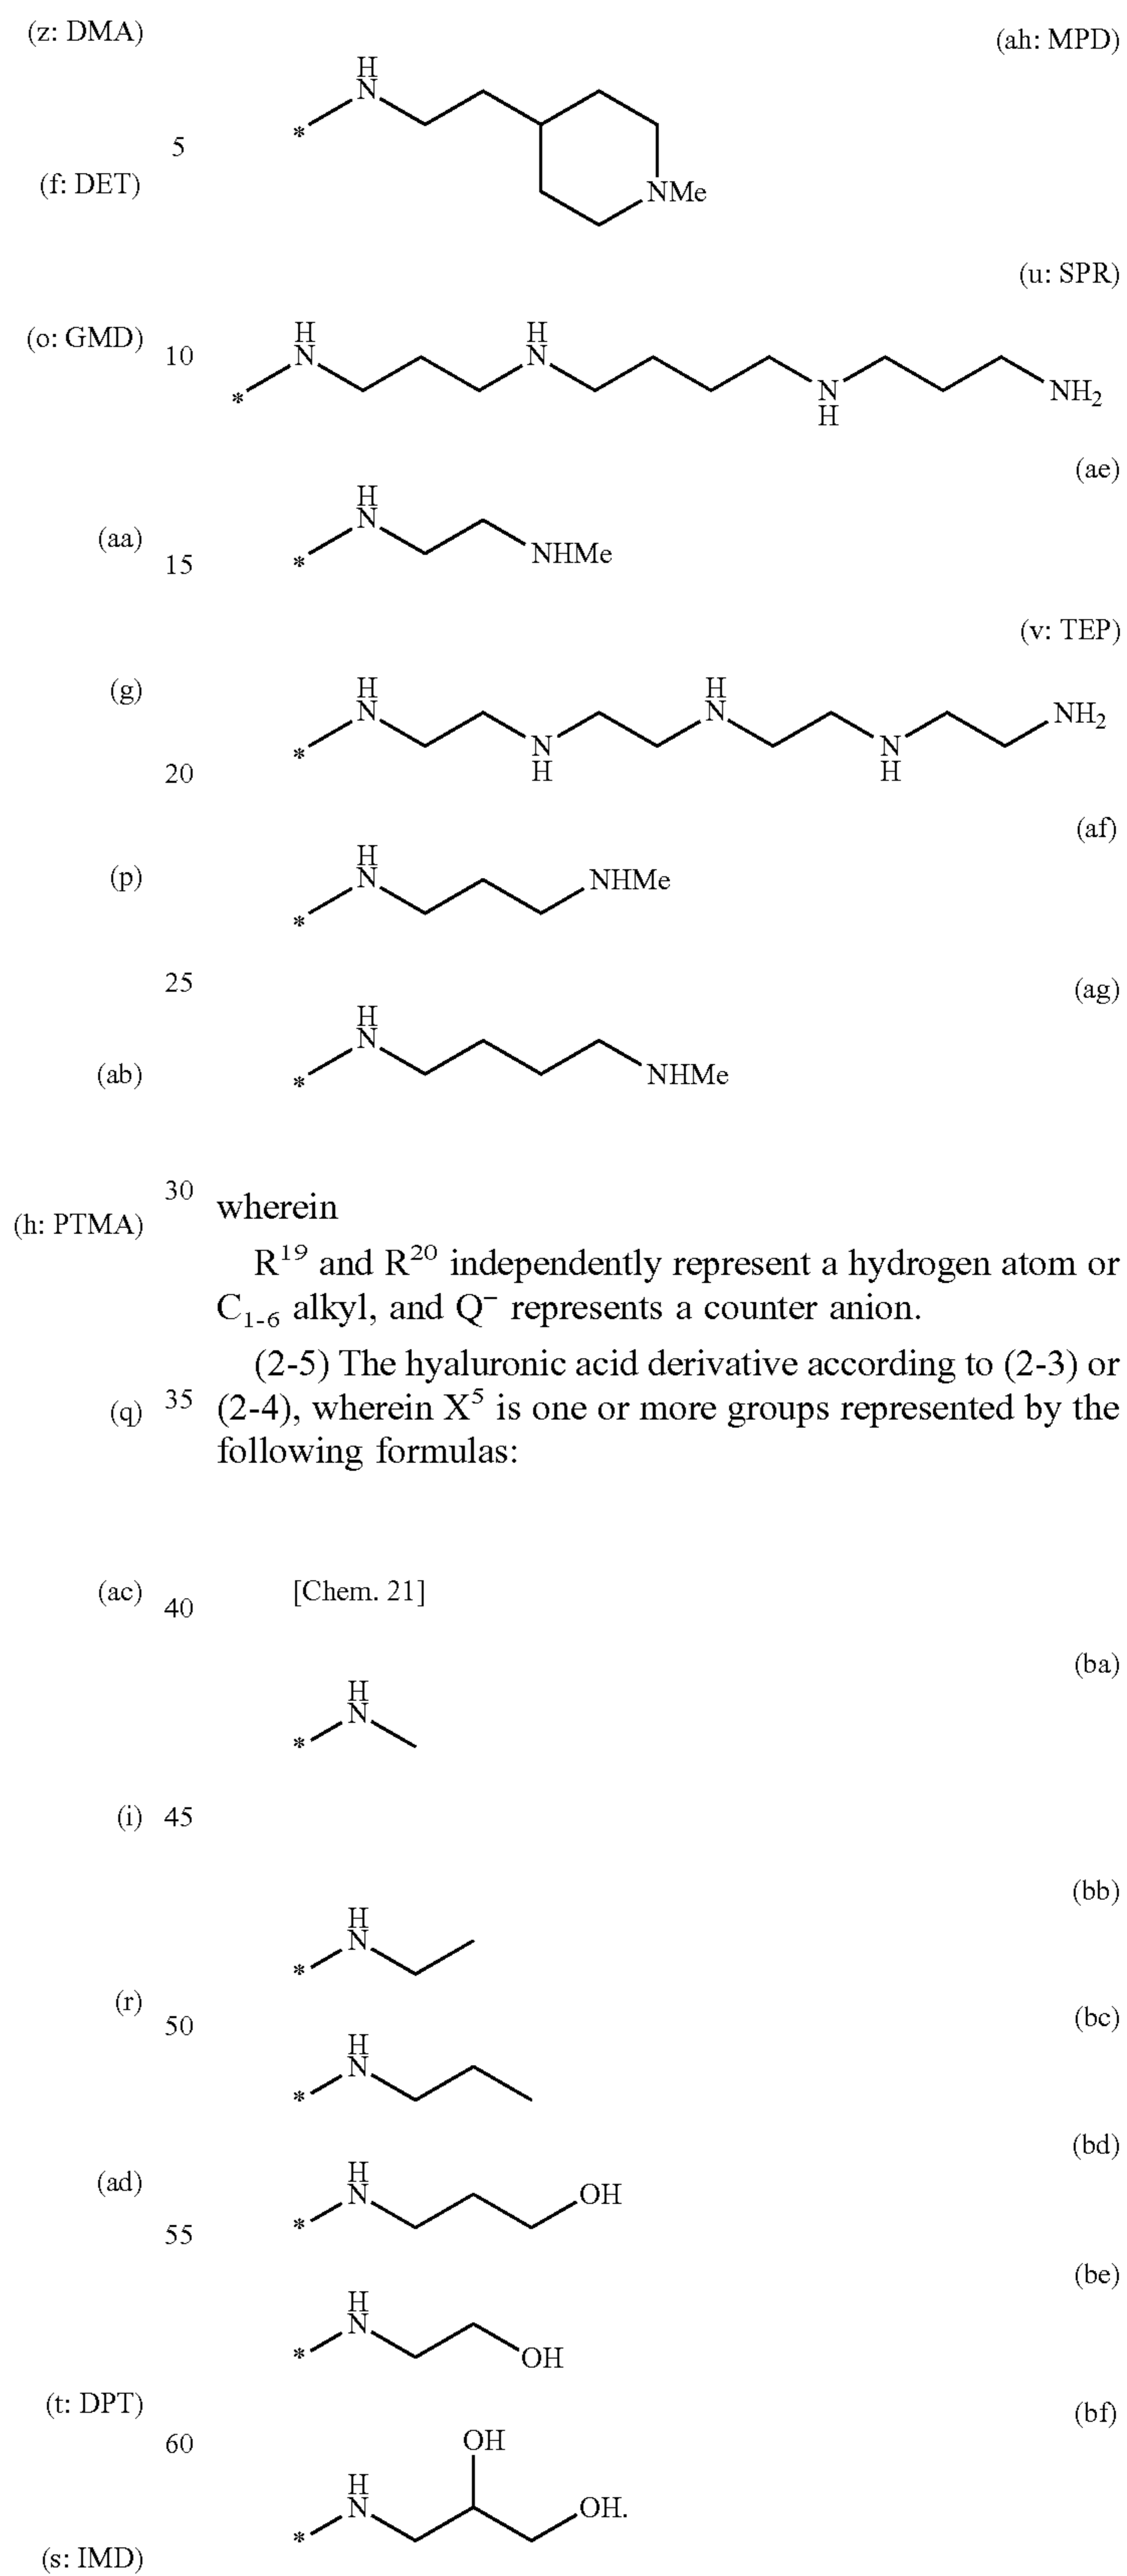 (z: DMA)
(ah: MPD)
H
N
*
5
(f: DET)
NMe
(u: SPR)
(o: GMD)
10
H
N
H
N
*
N
H
NH₂
(ae)
H
N
(aa)
*
NHMe
15
(v: TEP)
(g)
H
N
H
N
NH₂
*
N
H
N
H
20
(af)
H
N
(p)
NHMe
*
25
(ag)
H
N
(ab)
*
NHMe
30
wherein
(h: PTMA)
R¹⁹ and R²⁰ independently represent a hydrogen atom or
C₁₋₆ alkyl, and Q⁻ represents a counter anion.
(2-5) The hyaluronic acid derivative according to (2-3) or
(q)
35
(2-4), wherein X⁵ is one or more groups represented by the
following formulas:
(ac)
40
[Chem. 21]
(ba)
H
N
*
(i)
45
(bb)
H
N
*
(r)
50
(bc)
H
N
*
(bd)
(ad)
H
N
OH
*
55
(be)
H
N
*
OH
(t: DPT)
(bf)
60
OH
H
N
OH.
*
(s: IMD)